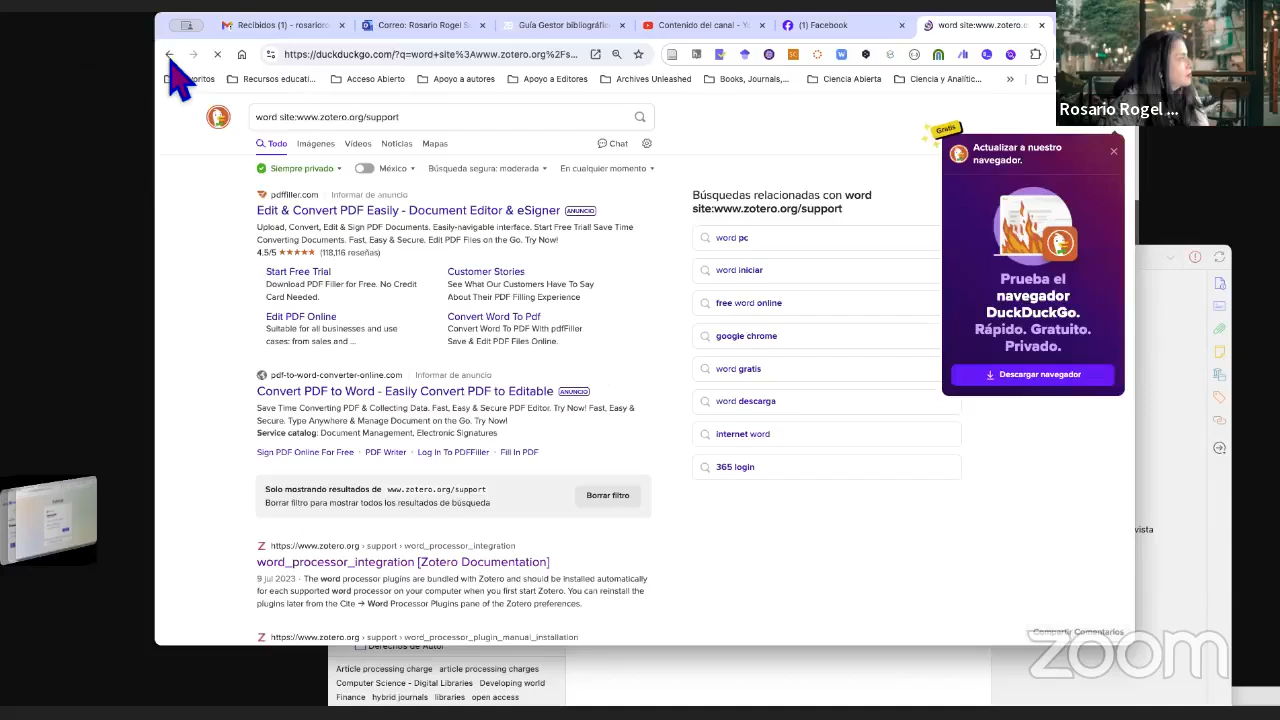 Recibidos (1) - rosarior
Correo: Rosario Rogel S
Guía Gestor bibliográfic
Contenido del canal - Y
(1) Facebook
word site:www.zotero.o
https://duckduckgo.com/?q=word+site%3Awww.zotero.org%2Fs...
Recursos educati...
Acceso Abierto
Apoyo a autores
Apoyo a Editores
Archives Unleashed
Books, Journals,...
Ciencia Abierta
Ciencia y Analític...
Rosario Rogel ...
word site:www.zotero.org/support
Todo
Imágenes
Vídeos
Noticias
Mapas
Chat
Siempre privado
México
Búsqueda segura: moderada
En cualquier momento
pdffiller.com
Informar de anuncio
Edit & Convert PDF Easily - Document Editor & eSigner ANUNCIO
Upload, Convert, Edit & Sign PDF Documents. Easily-navigable interface. Start Free Trial! Save Time
Converting Documents. Fast, Easy & Secure. Edit PDF Files on the Go. Try Now!
4.5/5 ★★★★★ (118,116 reseñas)
Start Free Trial
Download PDF Filler for Free. No Credit
Card Needed.
Customer Stories
See What Our Customers Have To Say
About Their PDF Filling Experience
Edit PDF Online
Suitable for all businesses and use
cases: from sales and ...
Convert Word To Pdf
Convert Word To PDF With pdfFiller
Save & Edit PDF Files Online.
pdf-to-word-converter-online.com
Informar de anuncio
Convert PDF to Word - Easily Convert PDF to Editable ANUNCIO
Save Time Converting PDF & Collecting Data. Fast, Easy & Secure PDF Editor. Try Now! Fast, Easy &
Secure. Type Anywhere & Manage Document on the Go. Try Now!
Service catalog: Document Management, Electronic Signatures
Sign PDF Online For Free · PDF Writer · Log In To PDFFiller · Fill In PDF
Solo mostrando resultados de www.zotero.org/support
Borrar filtro para mostrar todos los resultados de búsqueda
Borrar filtro
https://www.zotero.org › support › word_processor_integration
word_processor_integration [Zotero Documentation]
9 jul 2023 · The word processor plugins are bundled with Zotero and should be installed automatically
for each supported word processor on your computer when you first start Zotero. You can reinstall the
plugins later from the Cite → Word Processor Plugins pane of the Zotero preferences.
https://www.zotero.org › support › word_processor_plugin_manual_installation
Búsquedas relacionadas con word
site:www.zotero.org/support
word pc
word iniciar
free word online
google chrome
word gratis
word descarga
internet word
365 login
Gratis
Actualizar a nuestro
navegador.
Prueba el
navegador
DuckDuckGo.
Rápido. Gratuito.
Privado.
Descargar navegador
vista
Compartir Comentarios
Derechos de Autor
Article processing charge article processing charges
Computer Science - Digital Libraries Developing world
Finance hybrid journals libraries open access
zoom